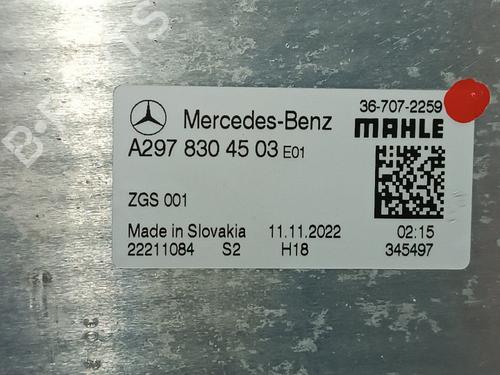 B-PARTS
36-707-2259
Mercedes-Benz
MAHLE
A297 830 45 03 E01
ZGS 001
Made in Slovakia 11.11.2022 02:15
22211084 S2 H18 345497